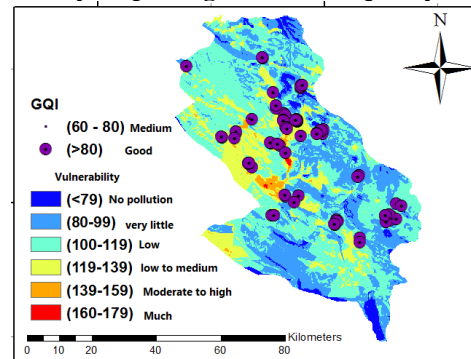 N
GQI
(60 - 80) Medium
(>80) Good
Vulnerability
(<79) No pollution
(80-99) very little
(100-119) Low
(119-139) low to medium
(139-159) Moderate to high
(160-179) Much
Kilometers
0 20 40 60 80